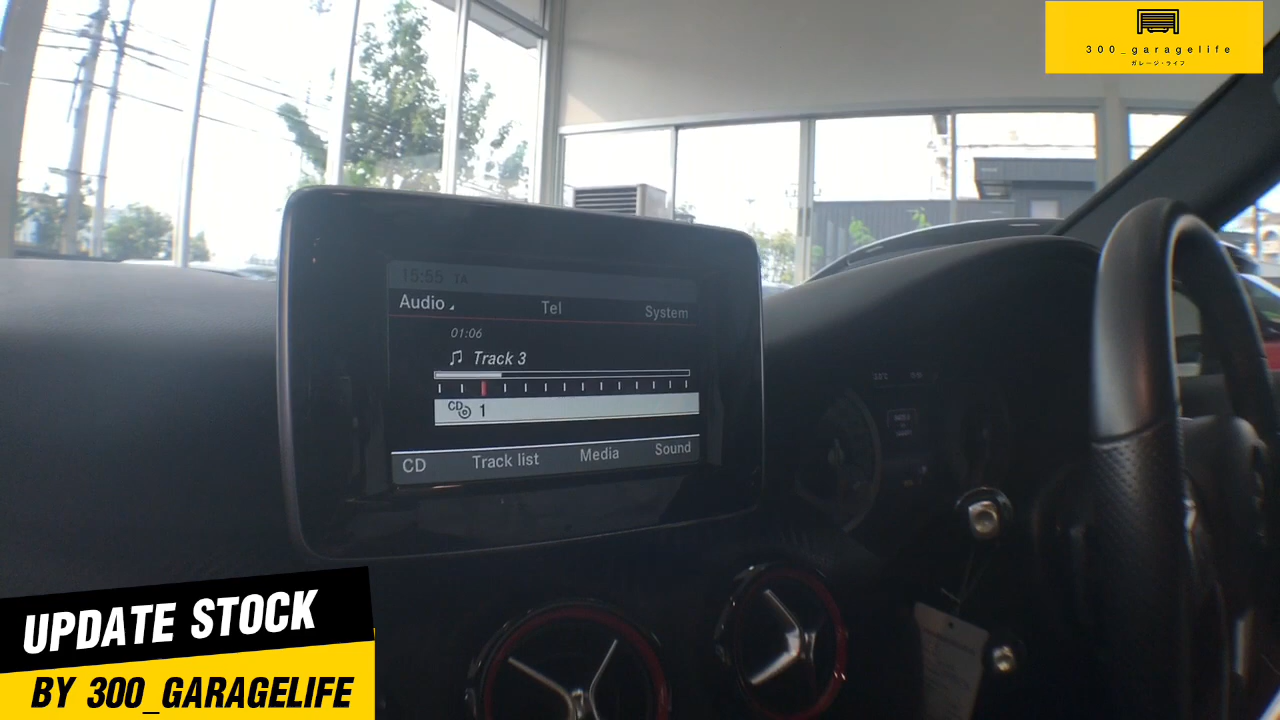 300_garagelife
ガレージ・ライフ
15:55 TA
Audio Tel System
01:06
Track 3
CD 1
CD Track list Media Sound
UPDATE STOCK
BY 300_GARAGELIFE